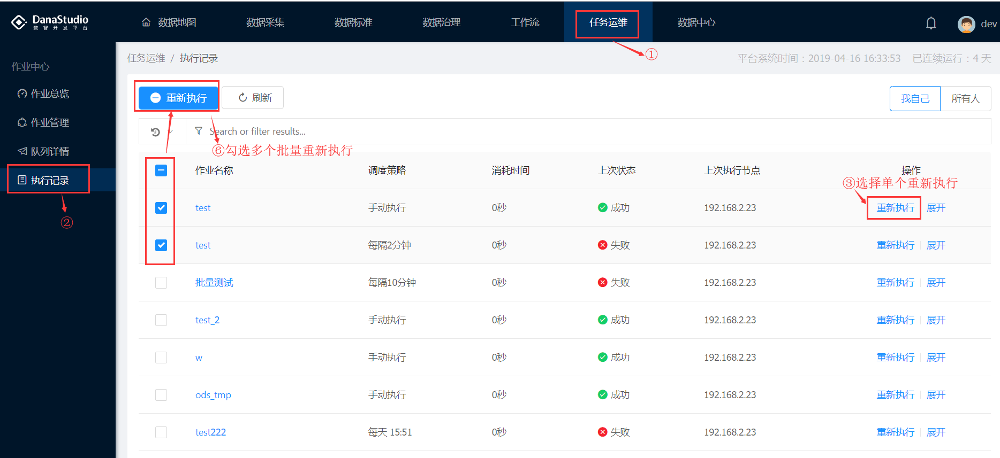 DanaStudio
数智开发平台
数据地图 数据采集 数据标准 数据治理 工作流 任务运维 数据中心 dev
①
作业中心
作业总览
作业管理
队列详情
执行记录
②
任务运维 / 执行记录
平台系统时间：2019-04-16 16:33:53 已连续运行：4 天
重新执行 刷新 我自己 所有人
Search or filter results...
⑥勾选多个批量重新执行
作业名称 调度策略 消耗时间 上次状态 上次执行节点 操作
③选择单个重新执行
test 手动执行 0秒 成功 192.168.2.23 重新执行 展开
test 每隔2分钟 0秒 失败 192.168.2.23 重新执行 展开
批量测试 每隔10分钟 0秒 失败 192.168.2.23 重新执行 展开
test_2 手动执行 0秒 成功 192.168.2.23 重新执行 展开
w 手动执行 0秒 成功 192.168.2.23 重新执行 展开
ods_tmp 手动执行 0秒 成功 192.168.2.23 重新执行 展开
test222 每天 15:51 0秒 失败 192.168.2.23 重新执行 展开